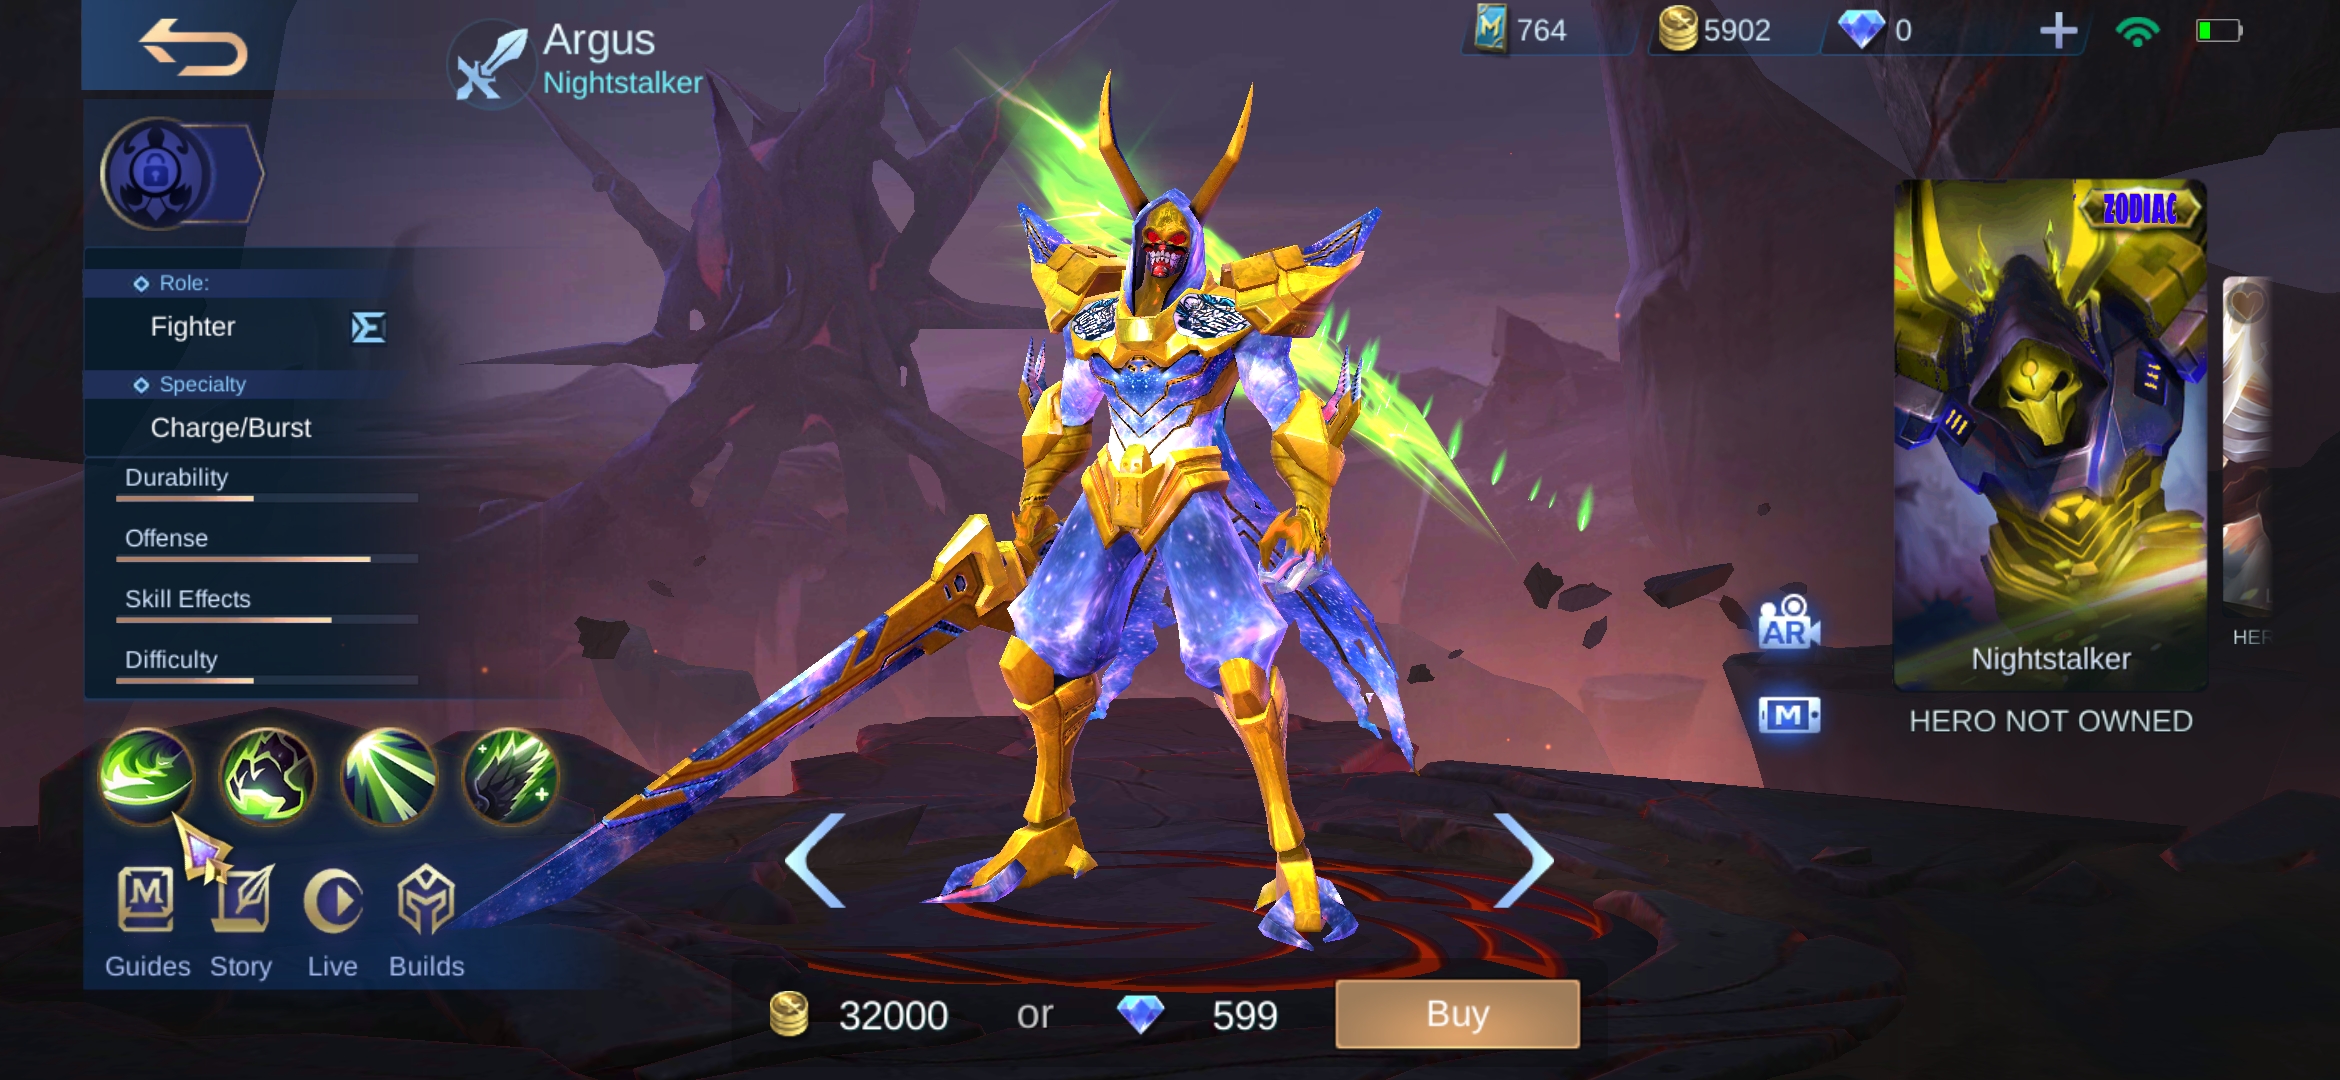 Argus
Nightstalker
764
5902
0
ZODIAC
Role:
Fighter
Specialty
Charge/Burst
Durability
Offense
Skill Effects
Difficulty
AR
M
Nightstalker
HERO NOT OWNED
HER
M
Guides
Story
Live
Builds
32000
or
599
Buy